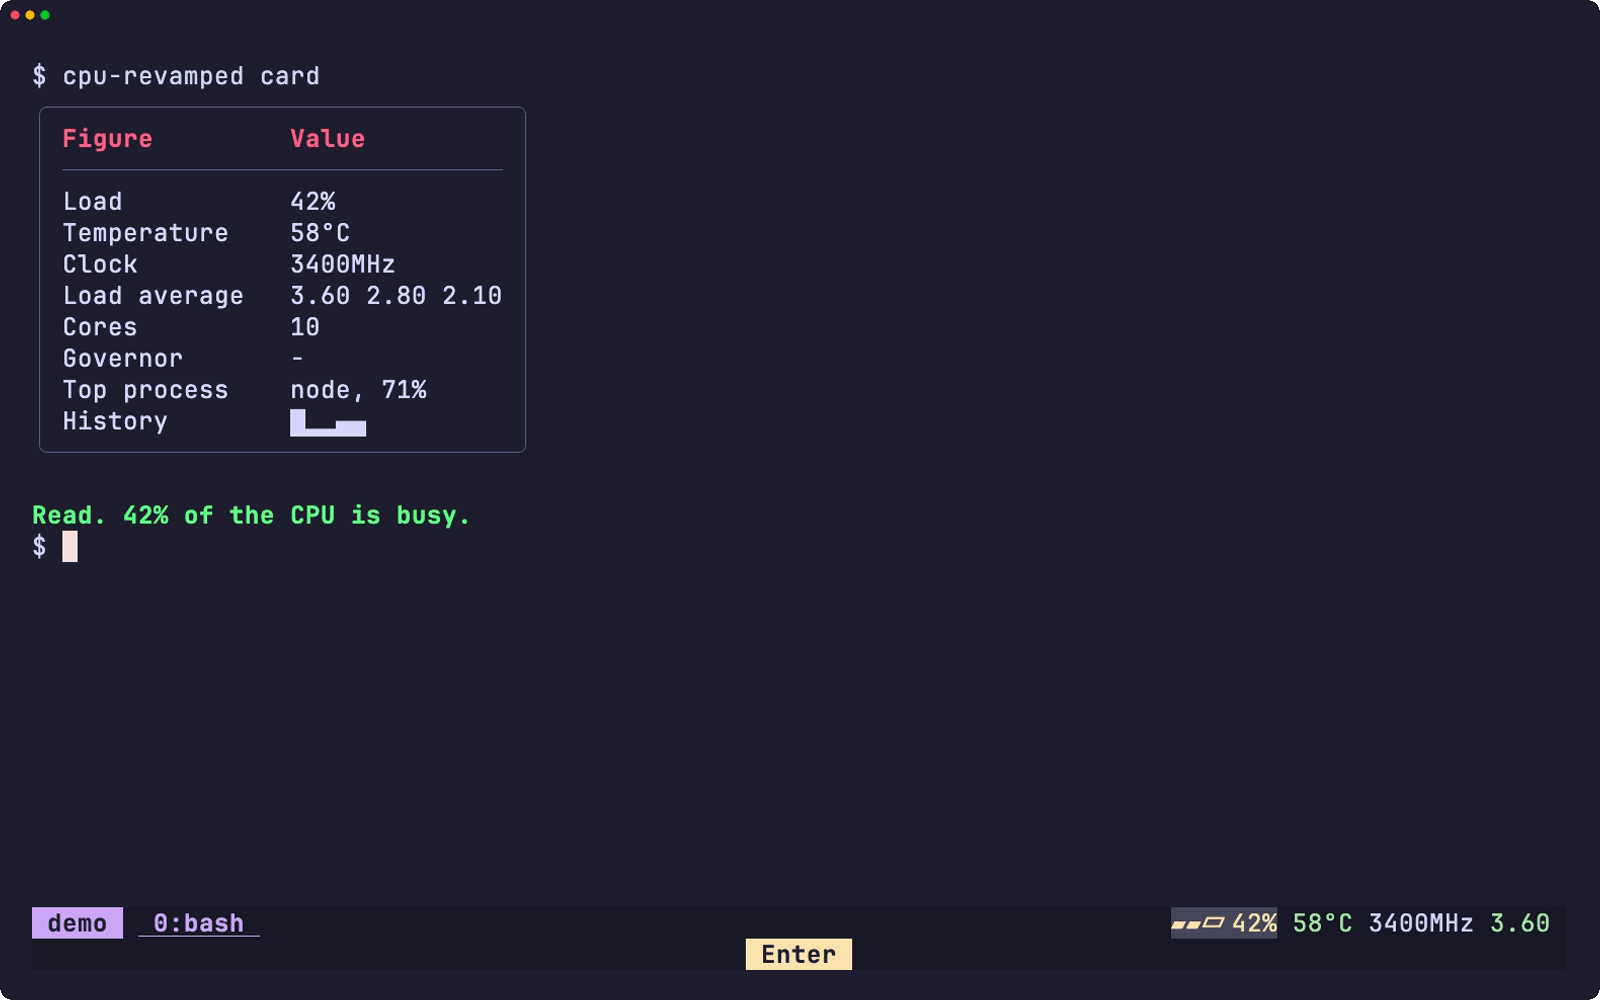 $ cpu-revamped card
Figure Value
Load 42%
Temperature 58°C
Clock 3400MHz
Load average 3.60 2.80 2.10
Cores 10
Governor -
Top process node, 71%
History █▂▂▄▄
Read. 42% of the CPU is busy.
$
demo 0:bash ▰▰▱ 42% 58°C 3400MHz 3.60
Enter